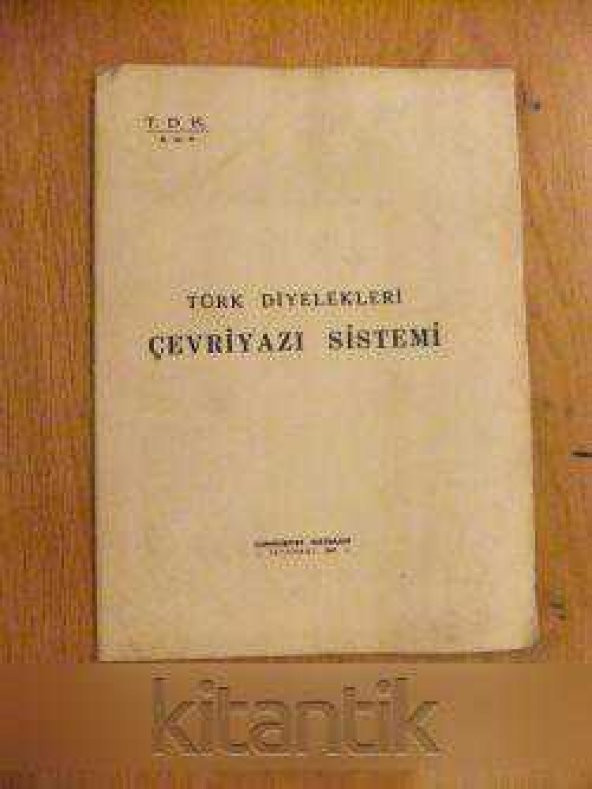 T. D. K.
TÜRK DİYELEKLERİ
ÇEVRİYAZI SİSTEMİ
kitantik